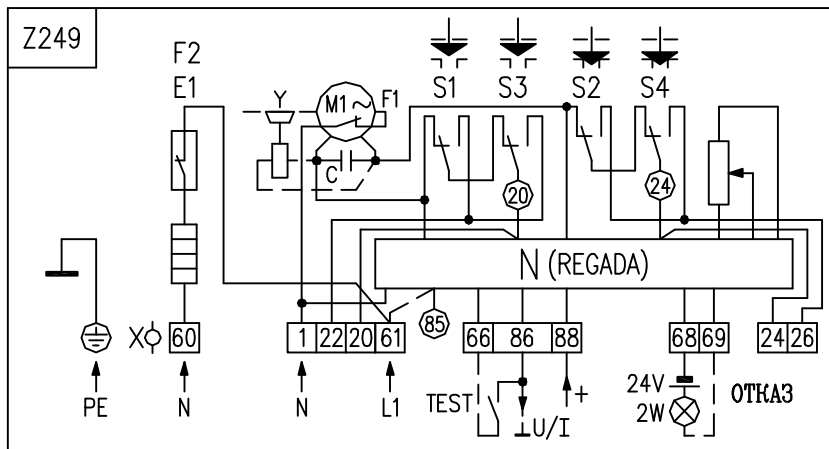 Z249
F2
E1
Y
M1 ~
F1
C
S1
S3
S2
S4
20
24
N (REGADA)
85
X
60
1
22
20
61
66
86
88
68
69
24
26
PE
N
N
L1
TEST
U/I
+
24V
2W
ОТКАЗ